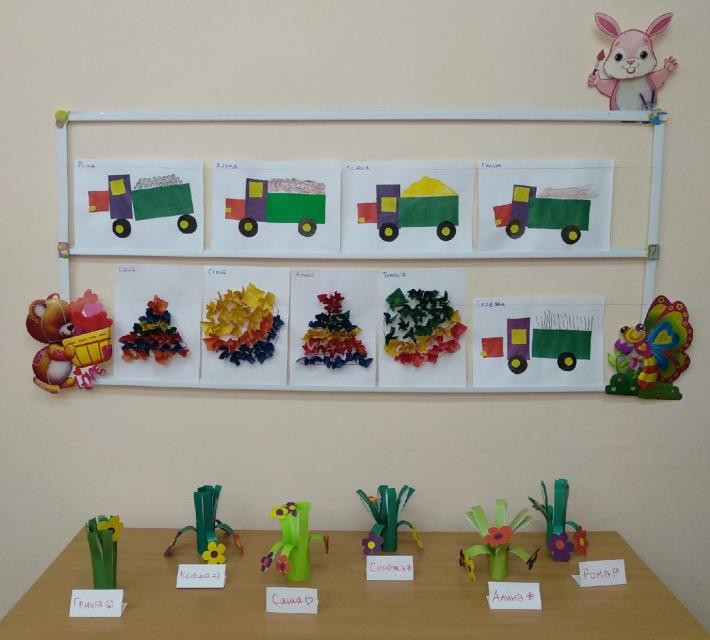 Рома
Алина
Ксюша
Гриша
Саша
Гриша
Алина
Тимоша
Серёжа
Гриша☺
Ксюша=)
Саша♡
Серёжа*
Алина*
Рома